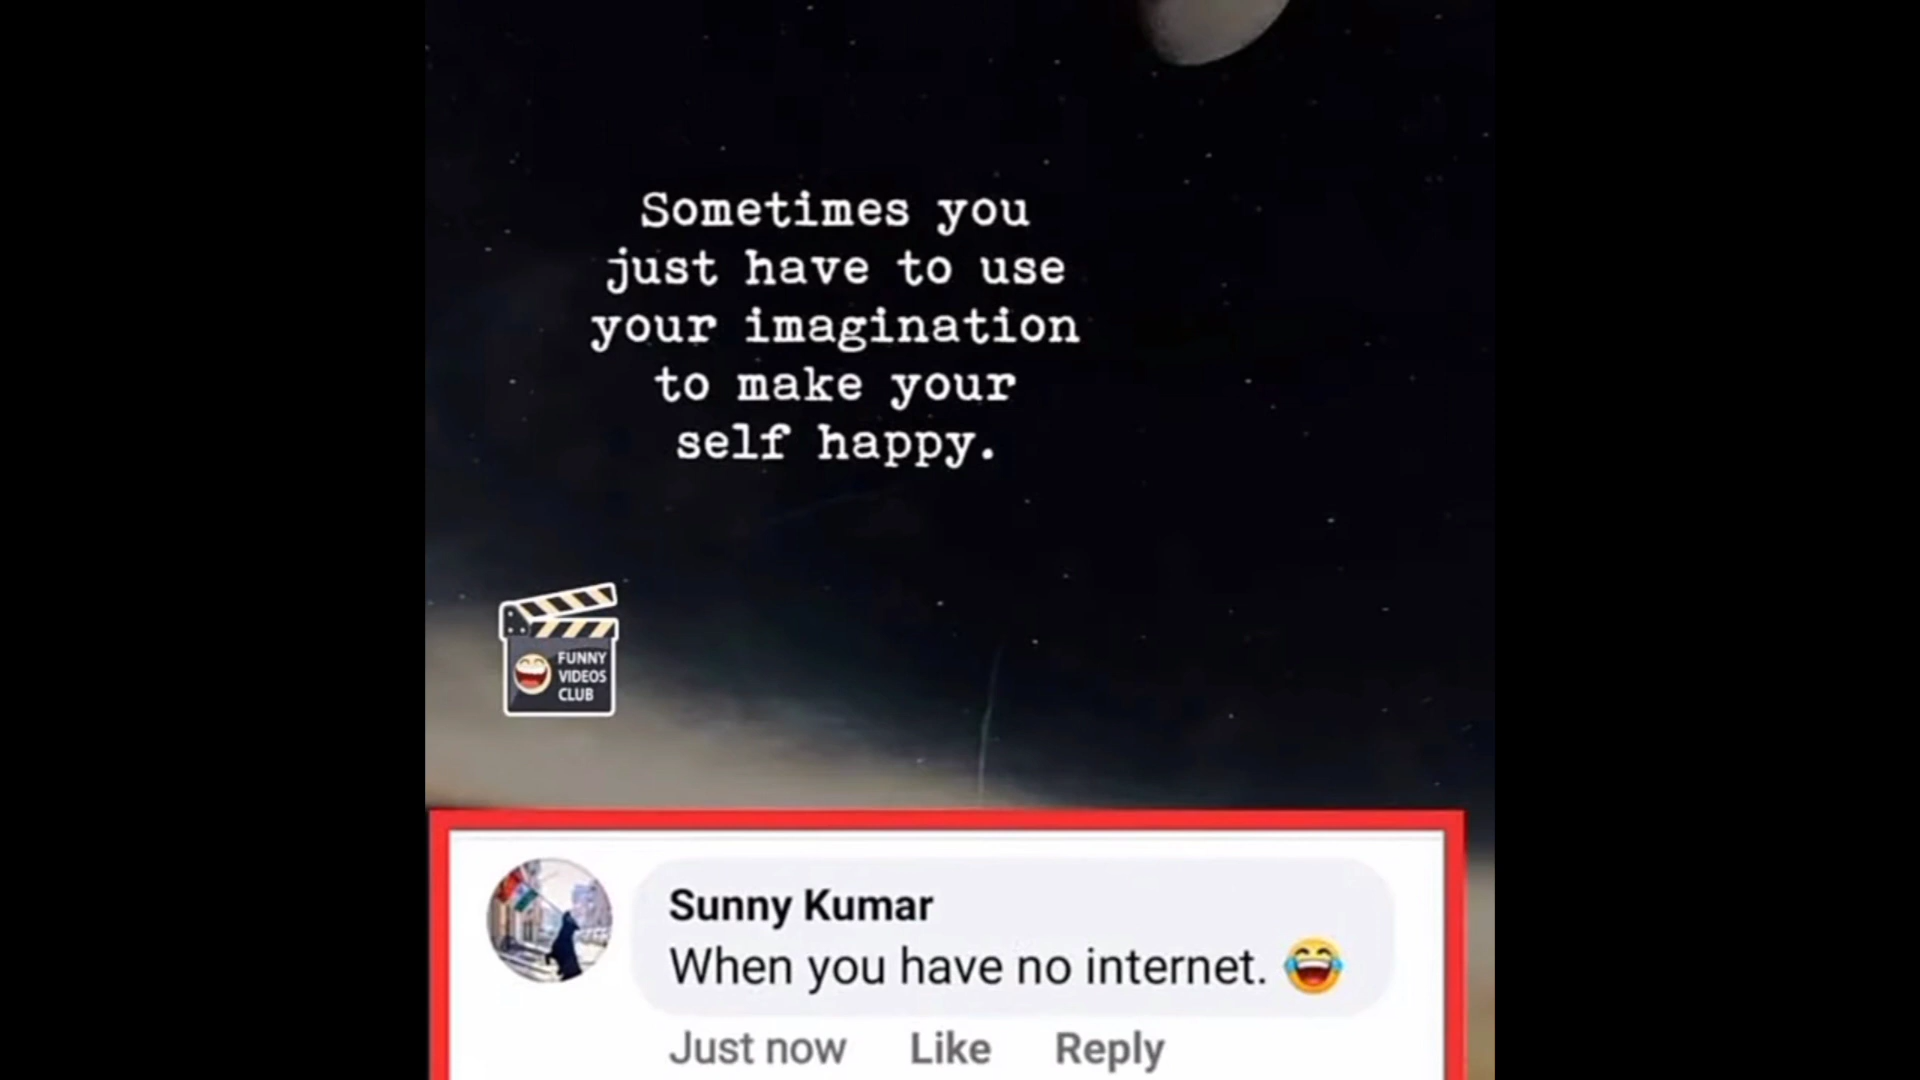 Sometimes you
just have to use
your imagination
to make your
self happy.
FUNNY
VIDEOS
CLUB
Sunny Kumar
When you have no internet. 😂
Just now Like Reply